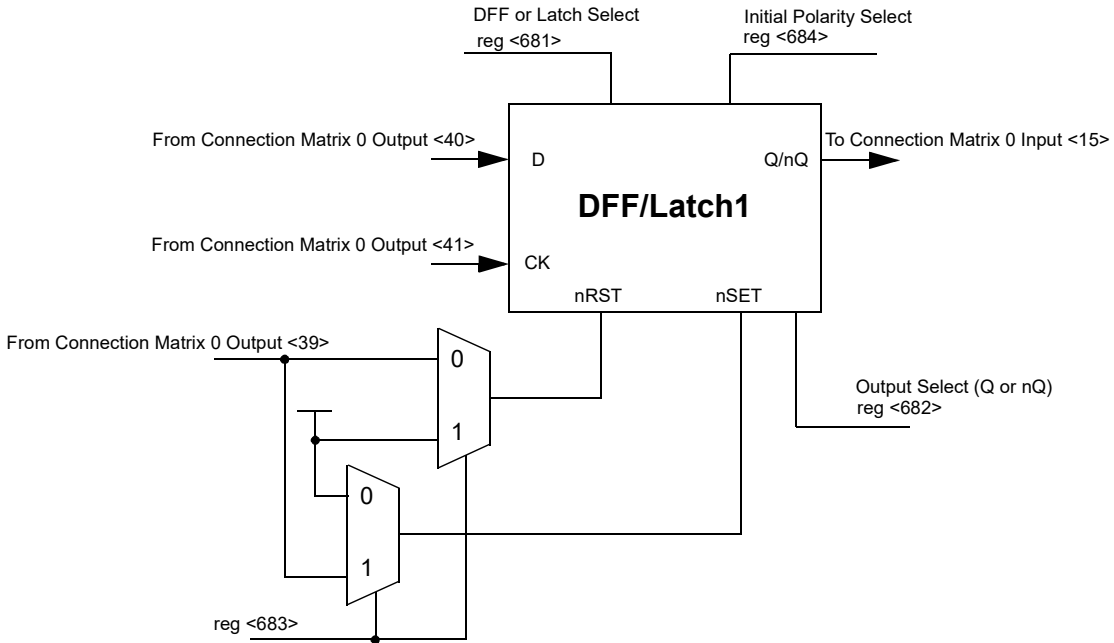 DFF or Latch Select
reg <681>
Initial Polarity Select
reg <684>
From Connection Matrix 0 Output <40>
D
Q/nQ
To Connection Matrix 0 Input <15>
DFF/Latch1
From Connection Matrix 0 Output <41>
CK
nRST
nSET
From Connection Matrix 0 Output <39>
0
1
Output Select (Q or nQ)
reg <682>
0
1
reg <683>